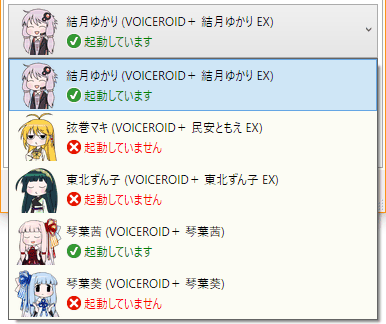 結月ゆかり (VOICEROID＋ 結月ゆかり EX)
起動しています
結月ゆかり (VOICEROID＋ 結月ゆかり EX)
起動しています
弦巻マキ (VOICEROID＋ 民安ともえ EX)
起動していません
東北ずん子 (VOICEROID＋ 東北ずん子 EX)
起動していません
琴葉茜 (VOICEROID＋ 琴葉茜)
起動しています
琴葉葵 (VOICEROID＋ 琴葉葵)
起動していません